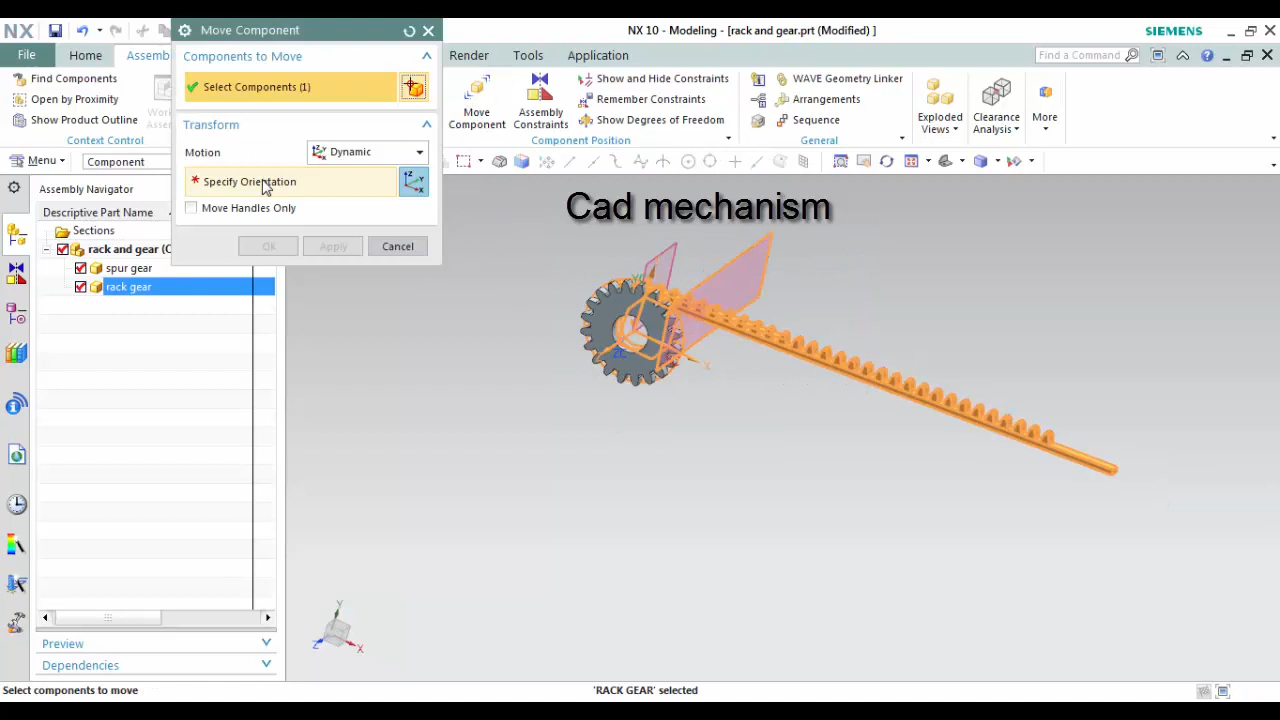 NX
Move Component
NX 10 - Modeling - [rack and gear.prt (Modified) ]
SIEMENS
File
Home
Assemb
Components to Move
Render
Tools
Application
Find a Command
Find Components
Open by Proximity
Show Product Outline
Context Control
Select Components (1)
Move
Component
Assembly
Constraints
Show and Hide Constraints
Remember Constraints
Show Degrees of Freedom
Component Position
WAVE Geometry Linker
Arrangements
Sequence
General
Exploded
Views
Clearance
Analysis
More
Transform
Motion
Dynamic
Menu
Component
* Specify Orientation
Move Handles Only
Ok
Apply
Cancel
Assembly Navigator
Descriptive Part Name
Sections
rack and gear (C
spur gear
rack gear
Cad mechanism
X
Y
Z
X
Preview
Dependencies
Select components to move
'RACK GEAR' selected